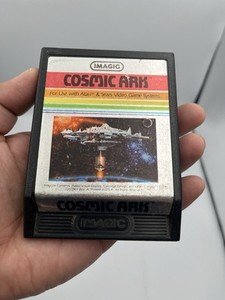 IMAGIC
COSMIC ARK
For Use with Atari® & Sears Video Game Systems
COSMIC ARK
IMAGIC